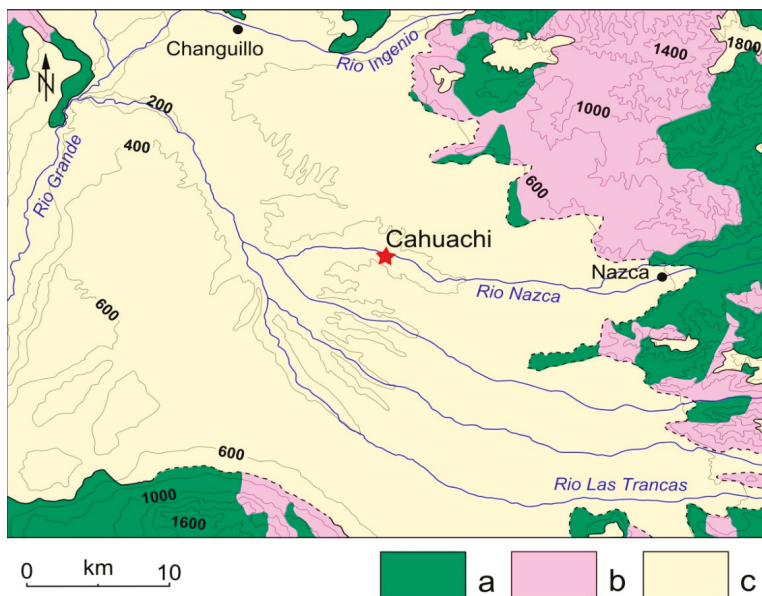 Changuillo
Rio Ingenio
1400
1800
N
200
1000
400
Rio Grande
600
Cahuachi
Nazca
Rio Nazca
600
600
Rio Las Trancas
1000
1600
0 km 10
a
b
c